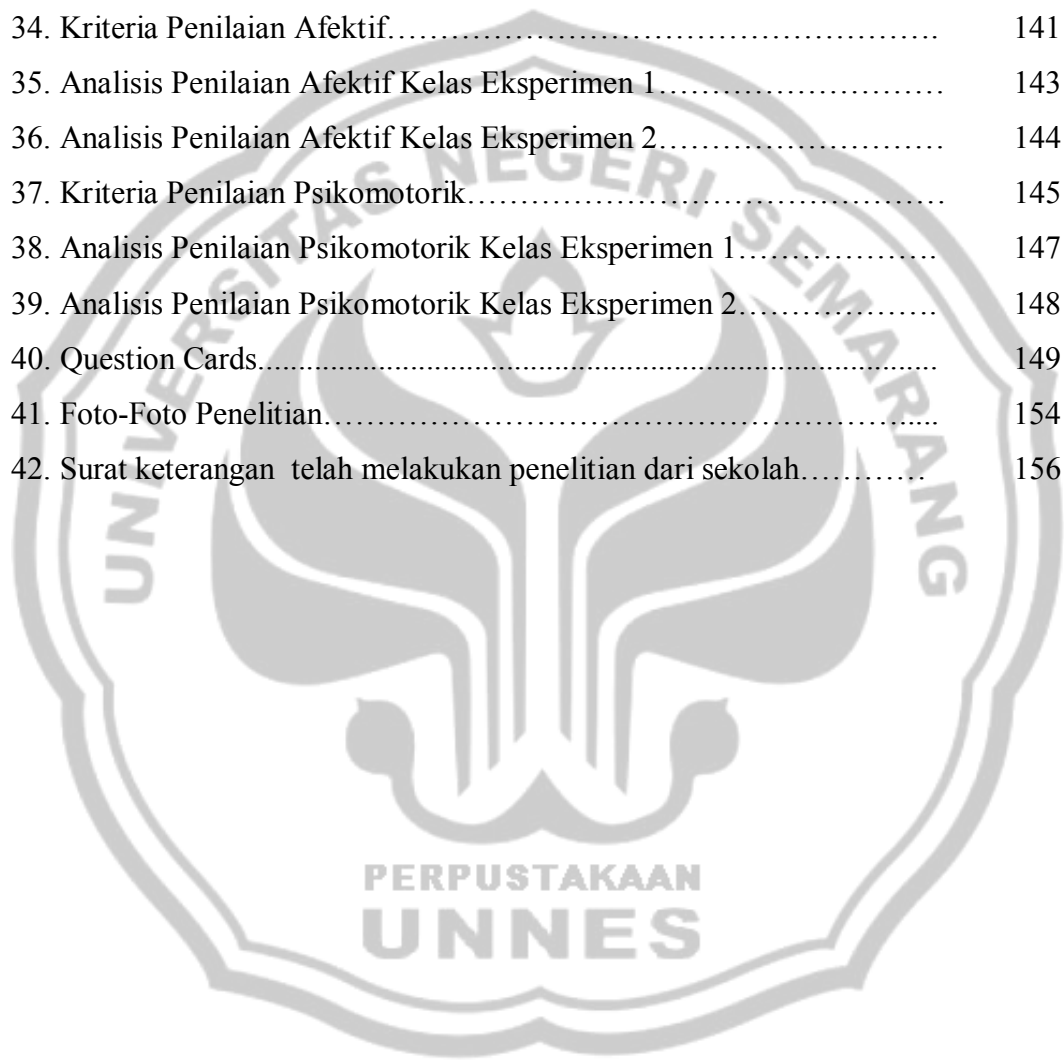 34. Kriteria Penilaian Afektif……………………………………………. 141
35. Analisis Penilaian Afektif Kelas Eksperimen 1……………………… 143
36. Analisis Penilaian Afektif Kelas Eksperimen 2……………………… 144
37. Kriteria Penilaian Psikomotorik……………………………………… 145
38. Analisis Penilaian Psikomotorik Kelas Eksperimen 1………………. 147
39. Analisis Penilaian Psikomotorik Kelas Eksperimen 2………………. 148
40. Question Cards................................................................................... 149
41. Foto-Foto Penelitian………………………………………………..... 154
42. Surat keterangan  telah melakukan penelitian dari sekolah………… 156
UNIVERSITAS NEGERI SEMARANG
PERPUSTAKAAN
UNNES